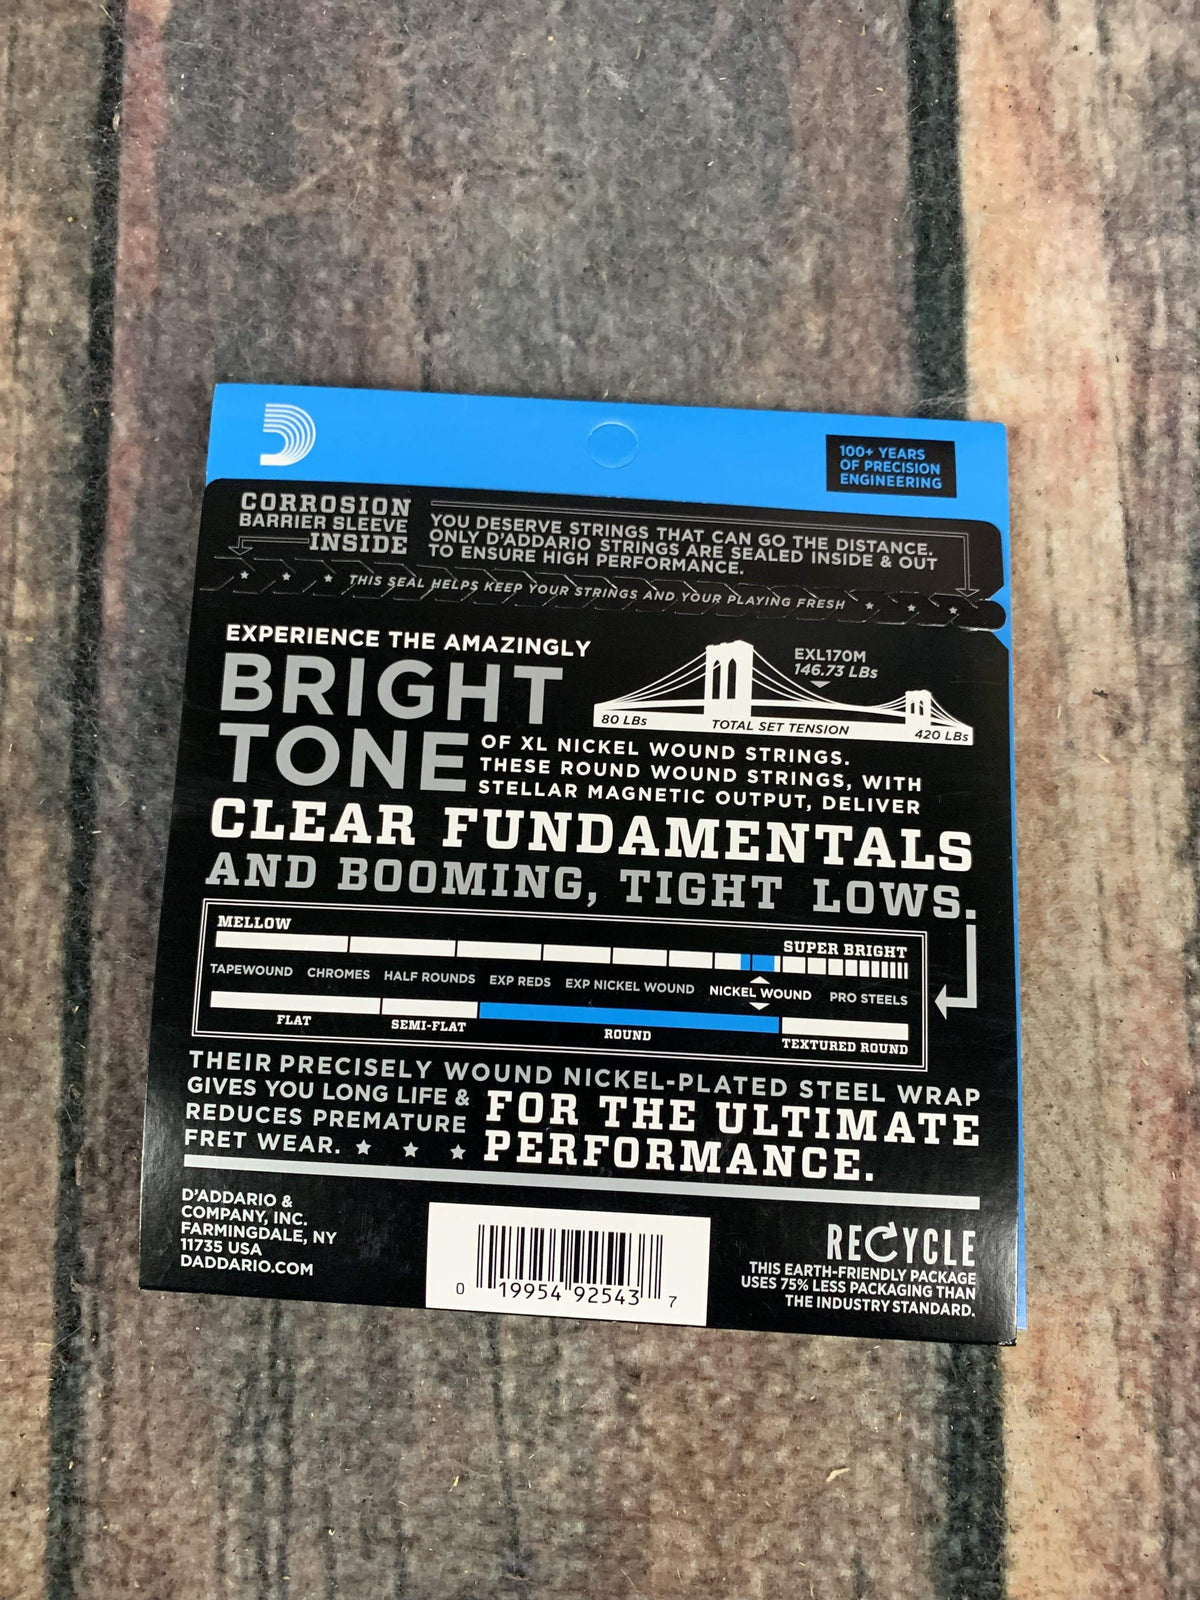 100+ YEARS
OF PRECISION
ENGINEERING
CORROSION
BARRIER SLEEVE
INSIDE
YOU DESERVE STRINGS THAT CAN GO THE DISTANCE.
ONLY D'ADDARIO STRINGS ARE SEALED INSIDE & OUT
TO ENSURE HIGH PERFORMANCE.
THIS SEAL HELPS KEEP YOUR STRINGS AND YOUR PLAYING FRESH
EXPERIENCE THE AMAZINGLY
BRIGHT
TONE
EXL170M
146.73 LBs
80 LBs
TOTAL SET TENSION
420 LBs
OF XL NICKEL WOUND STRINGS.
THESE ROUND WOUND STRINGS, WITH
STELLAR MAGNETIC OUTPUT, DELIVER
CLEAR FUNDAMENTALS
AND BOOMING, TIGHT LOWS.
MELLOW
SUPER BRIGHT
TAPEWOUND CHROMES HALF ROUNDS EXP REDS EXP NICKEL WOUND NICKEL WOUND PRO STEELS
FLAT SEMI-FLAT ROUND TEXTURED ROUND
THEIR PRECISELY WOUND NICKEL-PLATED STEEL WRAP
GIVES YOU LONG LIFE &
REDUCES PREMATURE
FRET WEAR.
FOR THE ULTIMATE
PERFORMANCE.
D'ADDARIO &
COMPANY, INC.
FARMINGDALE, NY
11735 USA
DADDARIO.COM
0 19954 92543 7
RECYCLE
THIS EARTH-FRIENDLY PACKAGE
USES 75% LESS PACKAGING THAN
THE INDUSTRY STANDARD.